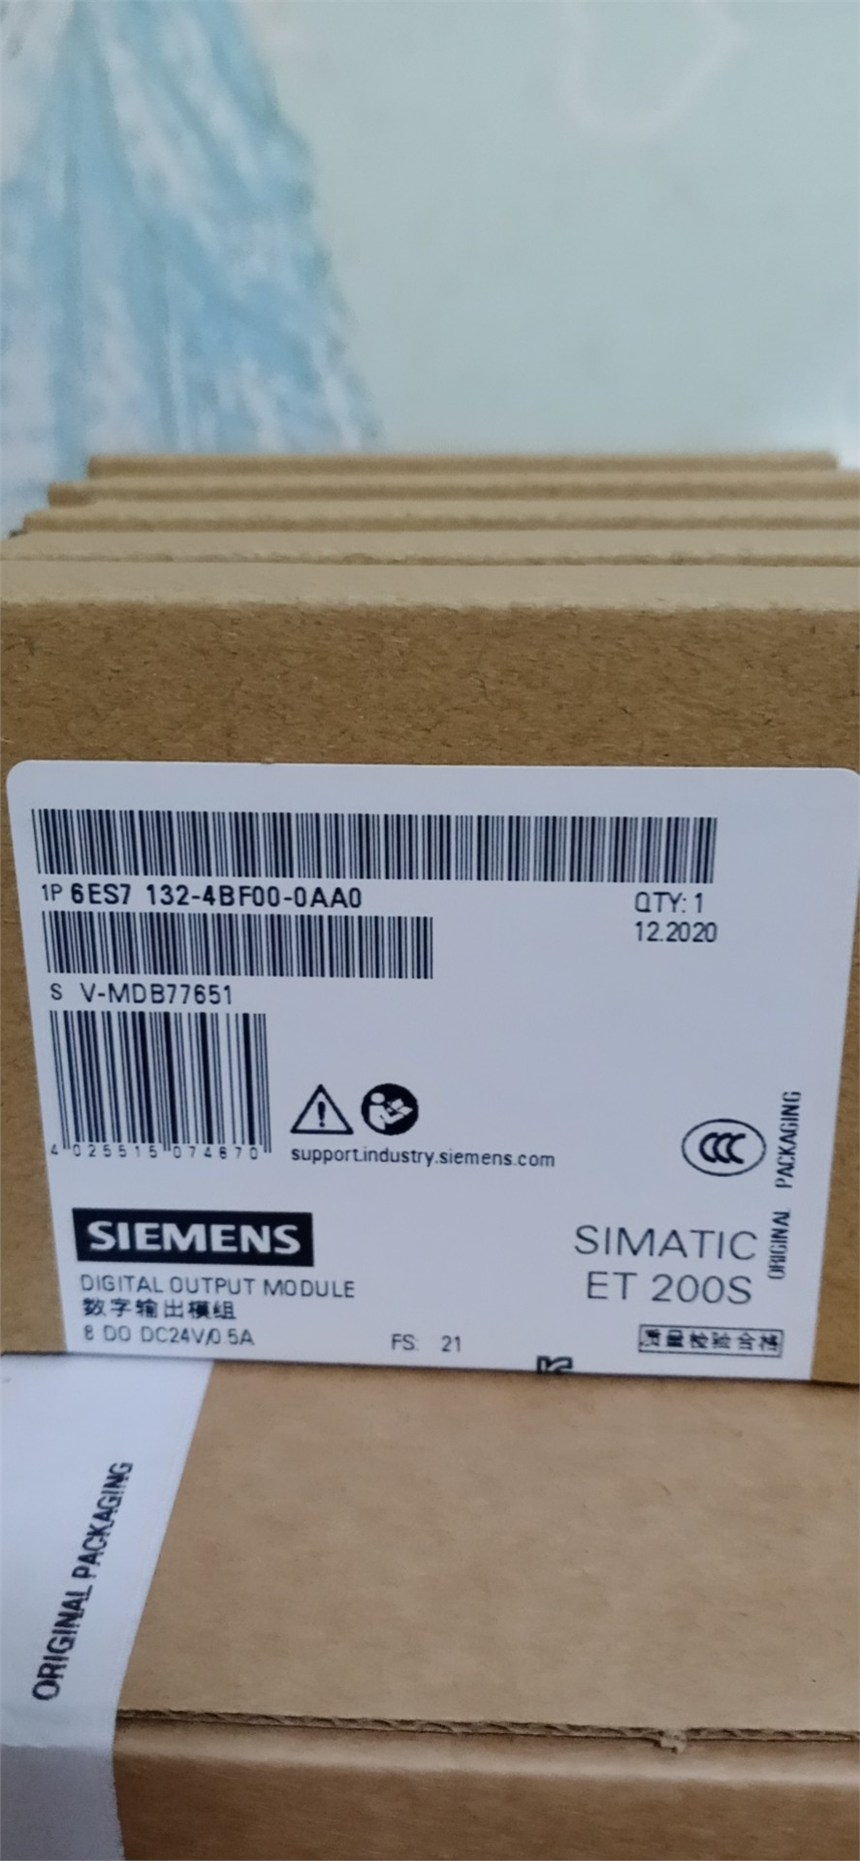 1P 6ES7 132-4BF00-0AA0
QTY: 1
12.2020
S V-MDB77651
4 025515 074670
support.industry.siemens.com
ORIGINAL PACKAGING
SIEMENS
SIMATIC
ET 200S
DIGITAL OUTPUT MODULE
数字输出模组
8 DO DC24V/0.5A
FS: 21
质量检验合格
ORIGINAL PACKAGING